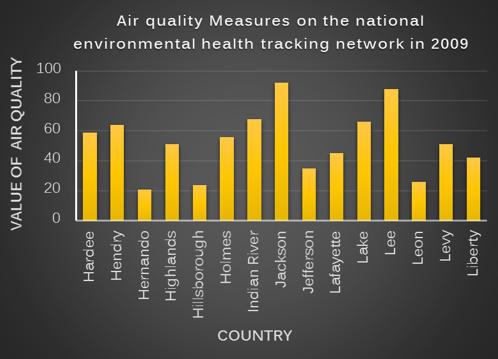 Air quality Measures on the national
environmental health tracking network in 2009
VALUE OF AIR QUALITY
100
80
60
40
20
0
Hardee
Hendry
Hernando
Highlands
Hillsborough
Holmes
Indian River
Jackson
Jefferson
Lafayette
Lake
Lee
Leon
Levy
Liberty
COUNTRY